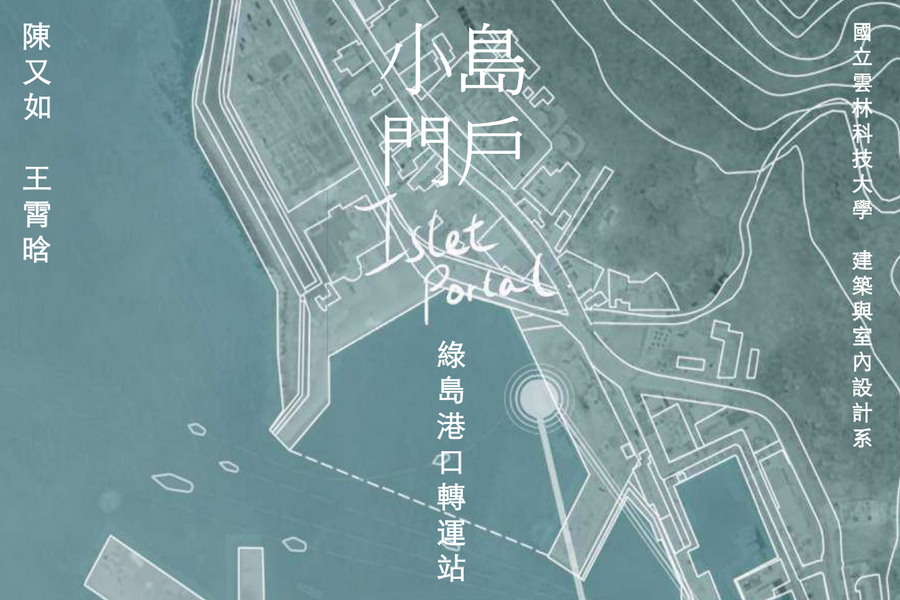 小島
門戶
Islet
Portal
綠島港口轉運站
國立雲林科技大學 建築與室內設計系
陳又如 王霄晗